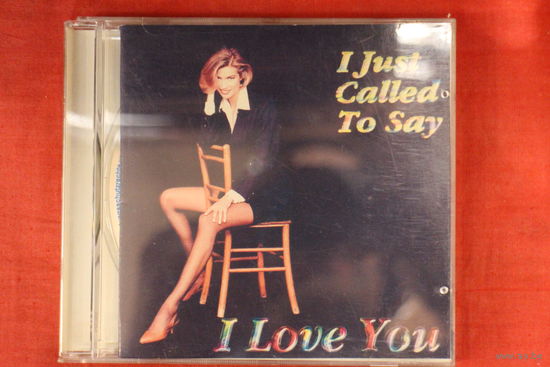 I Just
Called
To Say
I Love You